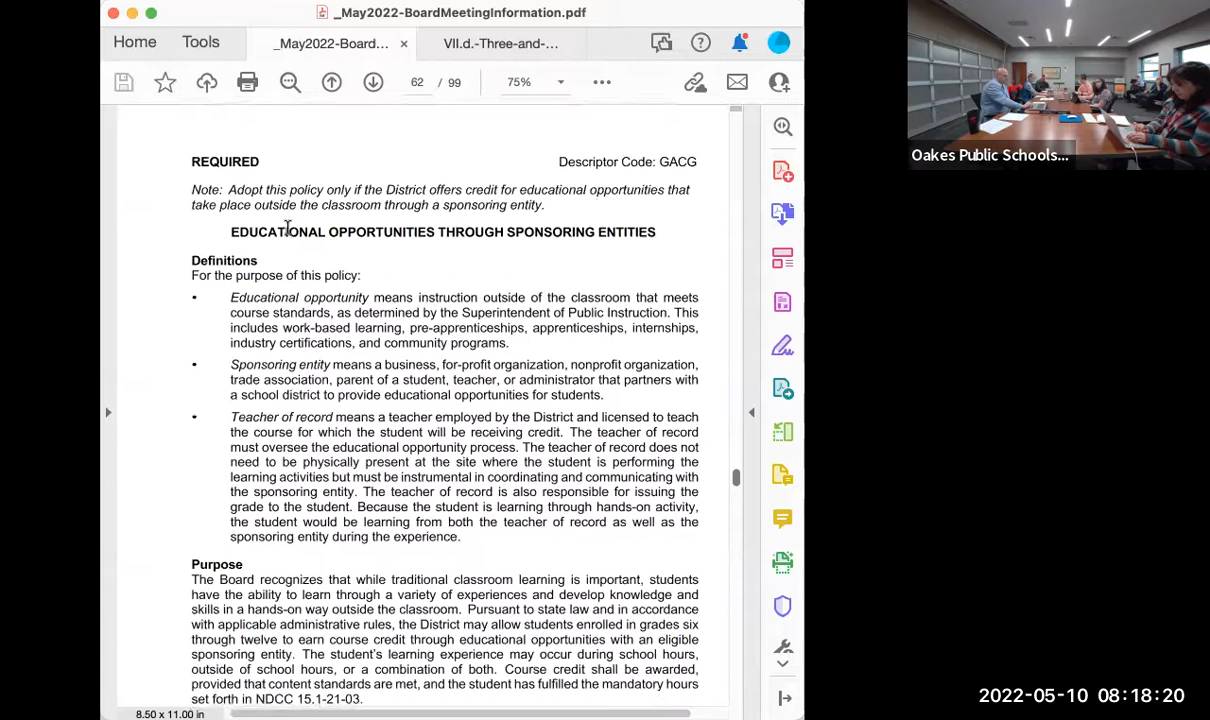 _May2022-BoardMeetingInformation.pdf
Home Tools _May2022-Board... × VII.d.-Three-and-...
62 / 99 75%
REQUIRED Descriptor Code: GACG
Note: Adopt this policy only if the District offers credit for educational opportunities that
take place outside the classroom through a sponsoring entity.
EDUCATIONAL OPPORTUNITIES THROUGH SPONSORING ENTITIES
Definitions
For the purpose of this policy:
• Educational opportunity means instruction outside of the classroom that meets
course standards, as determined by the Superintendent of Public Instruction. This
includes work-based learning, pre-apprenticeships, apprenticeships, internships,
industry certifications, and community programs.
• Sponsoring entity means a business, for-profit organization, nonprofit organization,
trade association, parent of a student, teacher, or administrator that partners with
a school district to provide educational opportunities for students.
• Teacher of record means a teacher employed by the District and licensed to teach
the course for which the student will be receiving credit. The teacher of record
must oversee the educational opportunity process. The teacher of record does not
need to be physically present at the site where the student is performing the
learning activities but must be instrumental in coordinating and communicating with
the sponsoring entity. The teacher of record is also responsible for issuing the
grade to the student. Because the student is learning through hands-on activity,
the student would be learning from both the teacher of record as well as the
sponsoring entity during the experience.
Purpose
The Board recognizes that while traditional classroom learning is important, students
have the ability to learn through a variety of experiences and develop knowledge and
skills in a hands-on way outside the classroom. Pursuant to state law and in accordance
with applicable administrative rules, the District may allow students enrolled in grades six
through twelve to earn course credit through educational opportunities with an eligible
sponsoring entity. The student's learning experience may occur during school hours,
outside of school hours, or a combination of both. Course credit shall be awarded,
provided that content standards are met, and the student has fulfilled the mandatory hours
set forth in NDCC 15.1-21-03.
8.50 x 11.00 in
Oakes Public Schools...
2022-05-10 08:18:20